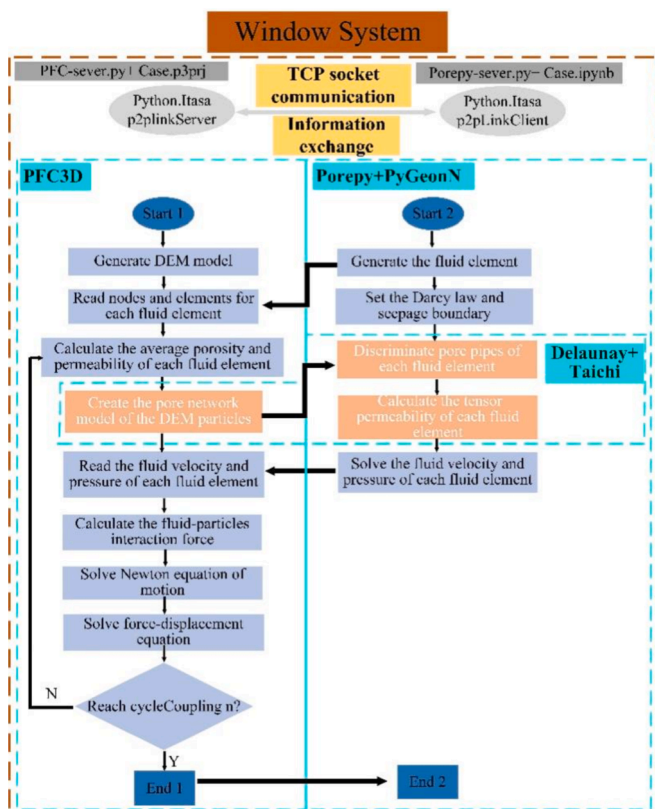 Window System
PFC-sever.py+ Case.p3prj
TCP socket
communication
Porepy-sever.py− Case.ipynb
Python.Itasa
p2plinkServer
Information
exchange
Python.Itasa
p2pLinkClient
PFC3D
Porepy+PyGeonN
Start 1
Start 2
Generate DEM model
Generate the fluid element
Read nodes and elements for
each fluid element
Set the Darcy law and
seepage boundary
Calculate the average porosity and
permeability of each fluid element
Discriminate pore pipes of
each fluid element
Delaunay+
Taichi
Create the pore network
model of the DEM particles
Calculate the tensor
permeability of each fluid
element
Read the fluid velocity and
pressure of each fluid element
Solve the fluid velocity and
pressure of each fluid element
Calculate the fluid-particles
interaction force
Solve Newton equation of
motion
Solve force-displacement
equation
N
Reach cycleCoupling n?
Y
End 1
End 2